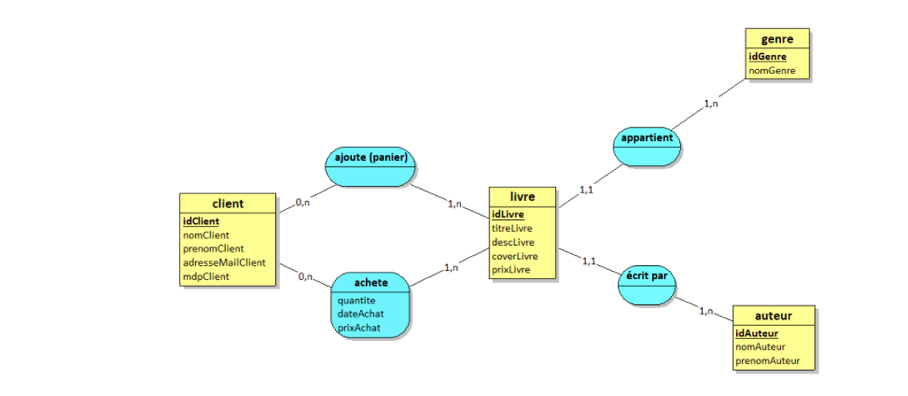 genre
idGenre
nomGenre
1,n
appartient
1,1
ajoute (panier)
0,n
1,n
client
idClient
nomClient
prenomClient
adresseMailClient
mdpClient
livre
idLivre
titreLivre
descLivre
coverLivre
prixLivre
0,n
1,n
achete
quantite
dateAchat
prixAchat
1,1
écrit par
1,n
auteur
idAuteur
nomAuteur
prenomAuteur